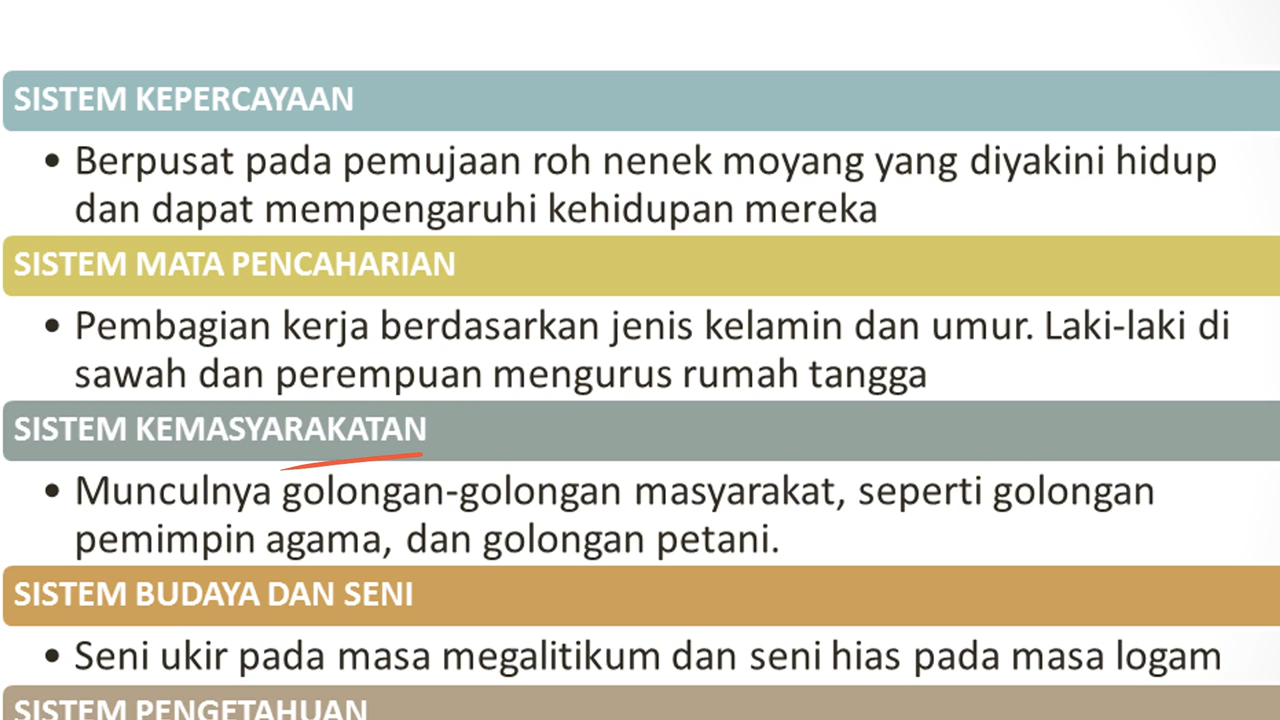 SISTEM KEPERCAYAAN
• Berpusat pada pemujaan roh nenek moyang yang diyakini hidup
dan dapat mempengaruhi kehidupan mereka
SISTEM MATA PENCAHARIAN
• Pembagian kerja berdasarkan jenis kelamin dan umur. Laki-laki di
sawah dan perempuan mengurus rumah tangga
SISTEM KEMASYARAKATAN
• Munculnya golongan-golongan masyarakat, seperti golongan
pemimpin agama, dan golongan petani.
SISTEM BUDAYA DAN SENI
• Seni ukir pada masa megalitikum dan seni hias pada masa logam
SISTEM PENGETAHUAN